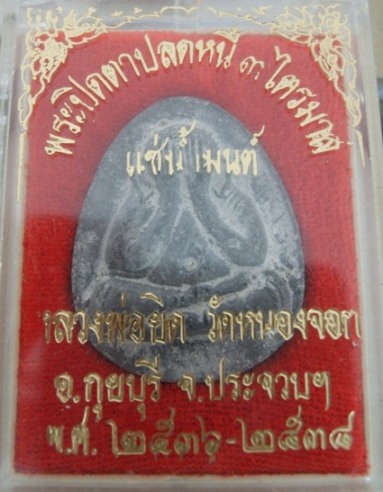 พระปิดตาปลดหนี้ ๓ ไตรมาส
แช่น้ำมนต์
หลวงพ่อยิด วัดหนองจอก
อ.กุยบุรี จ.ประจวบฯ
พ.ศ. ๒๕๓๖-๒๕๓๘